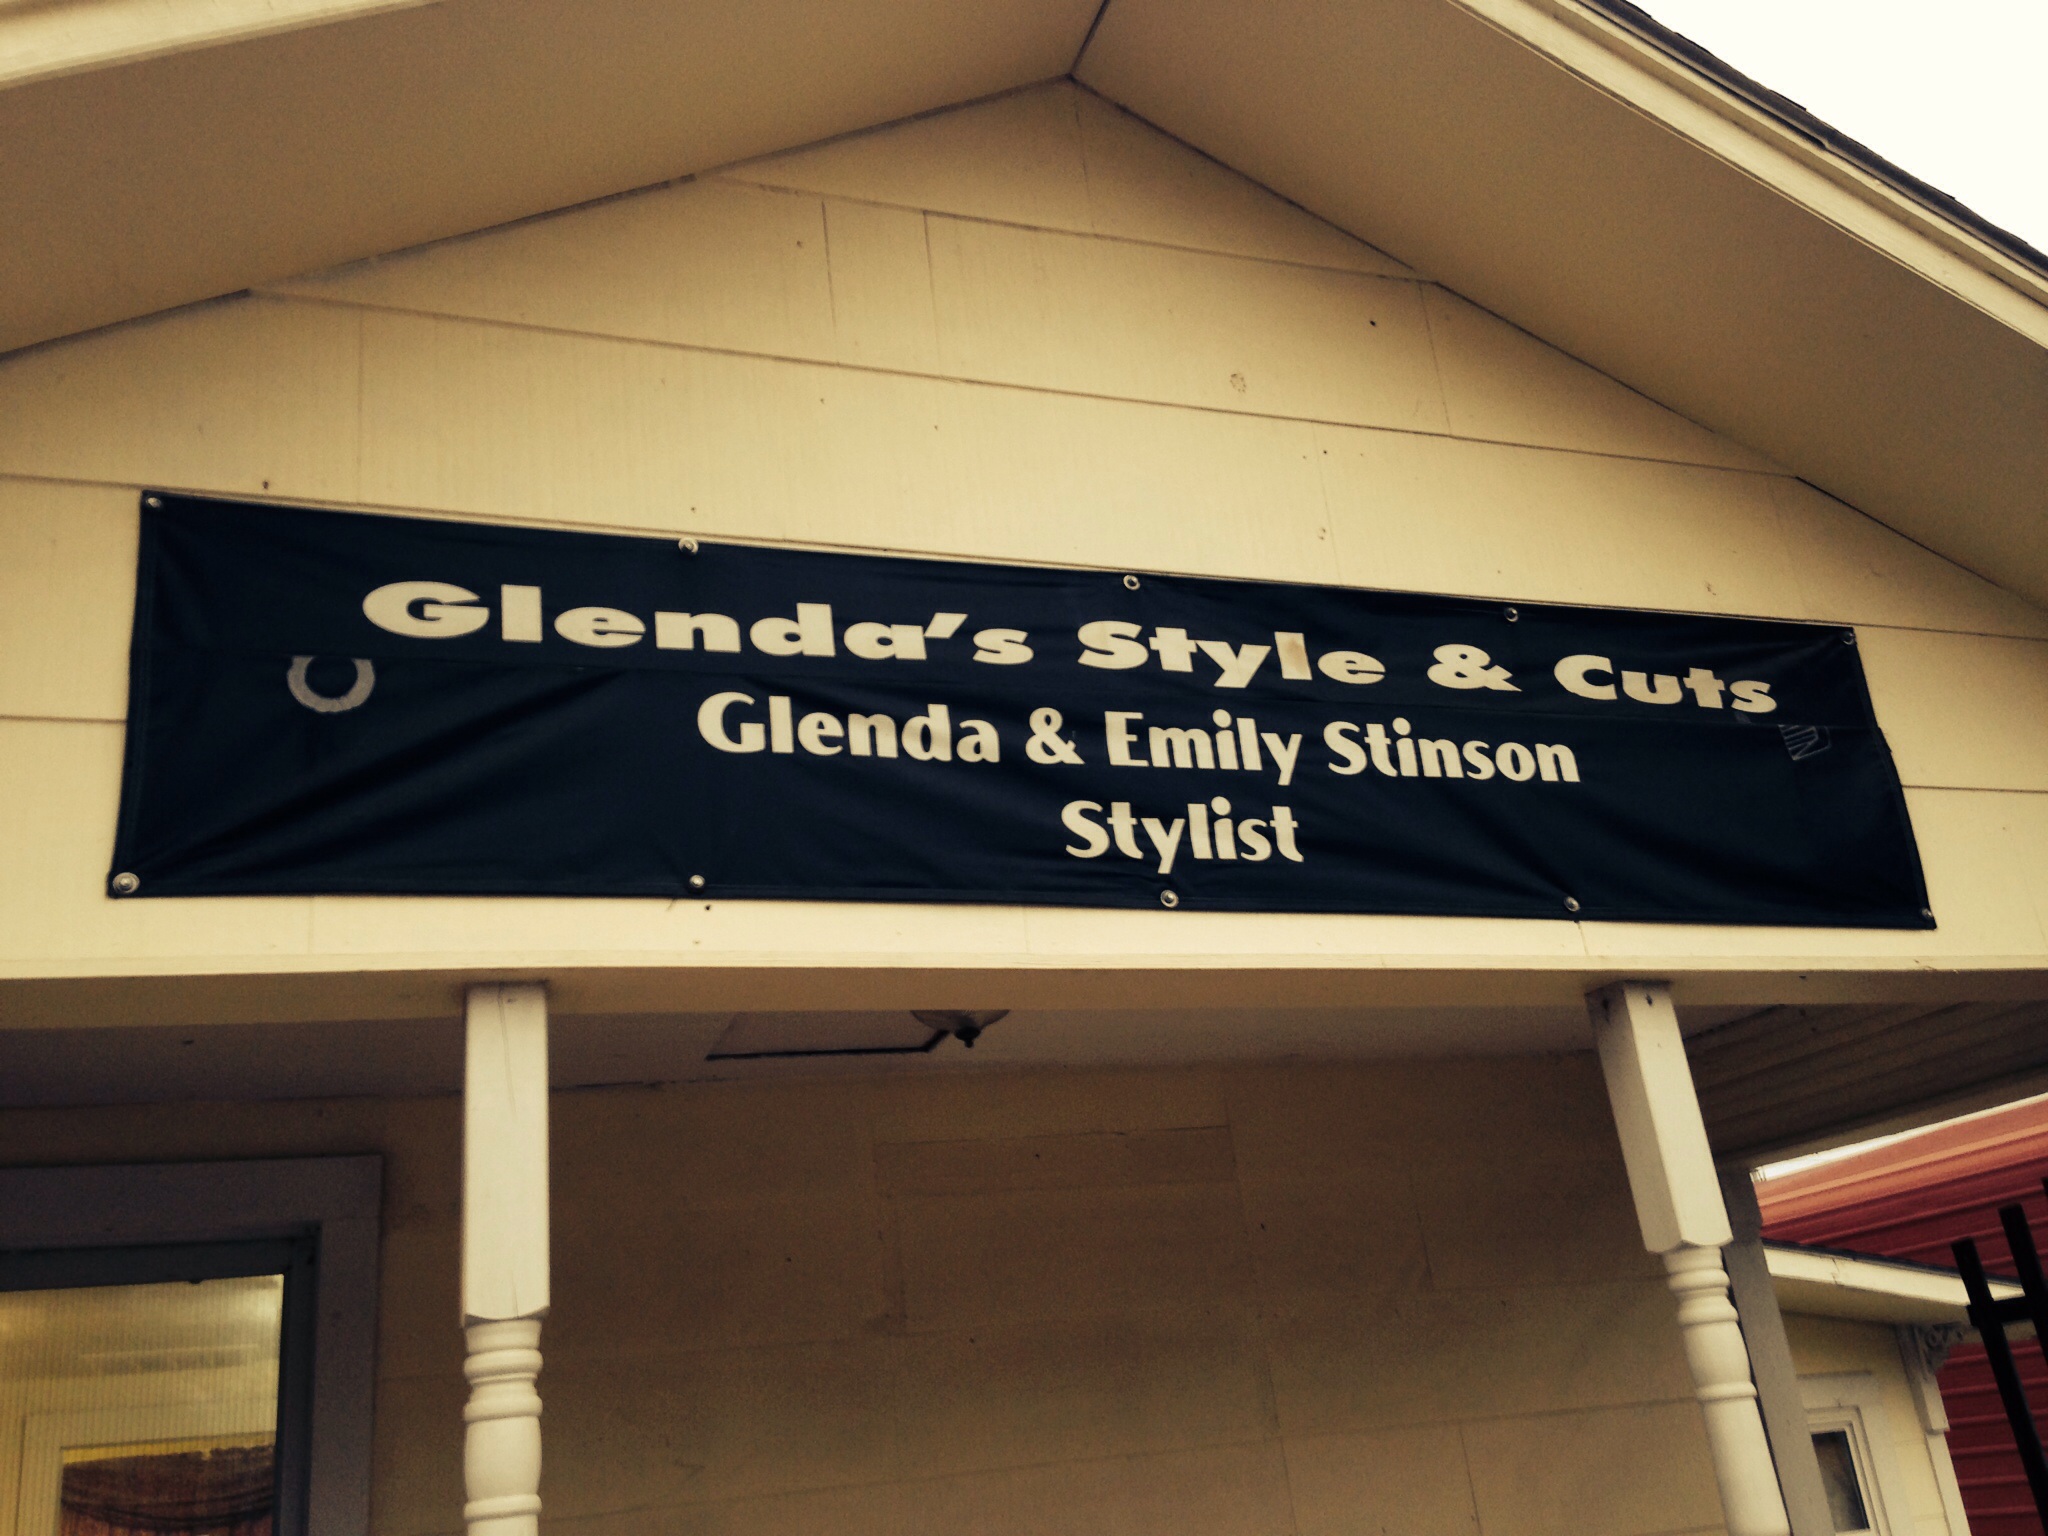 Glenda's Style & Cuts
Glenda & Emily Stinson
Stylist